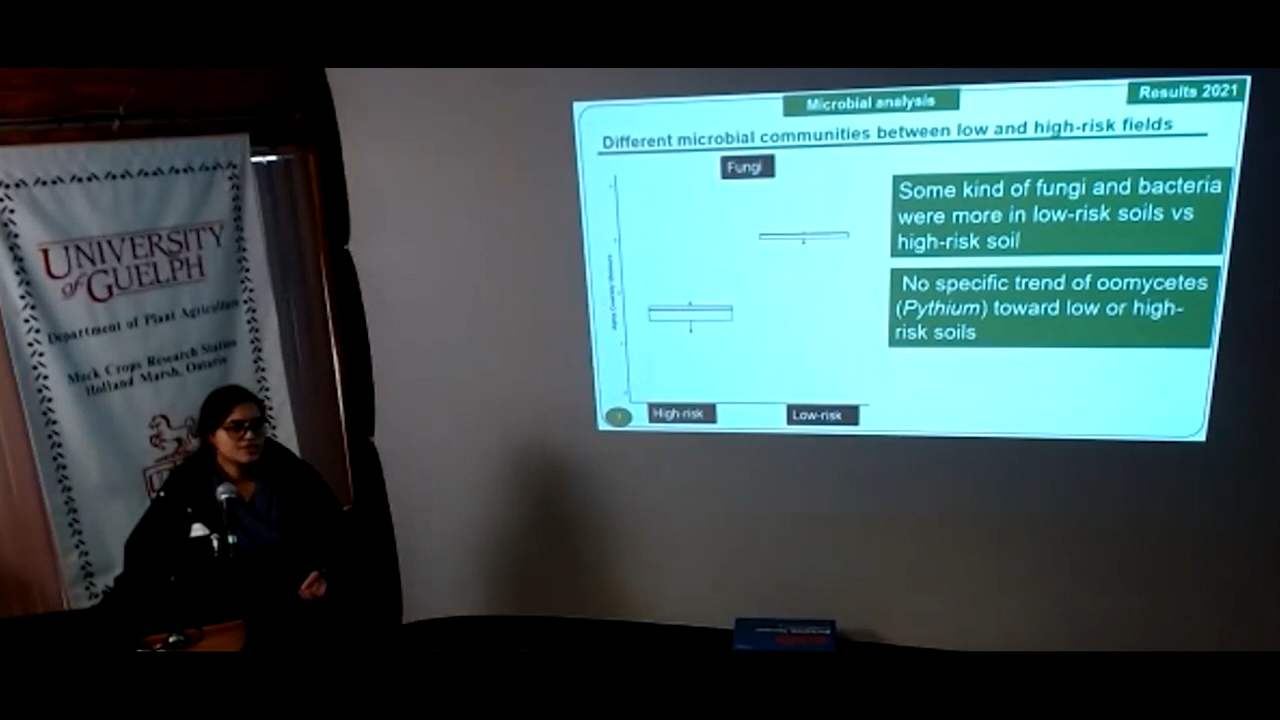 UNIVERSITY
of GUELPH
Department of Plant Agriculture
Muck Crops Research Station
Holland Marsh, Ontario
Microbial analysis
Results 2021
Different microbial communities between low and high-risk fields
Fungi
Some kind of fungi and bacteria
were more in low-risk soils vs
high-risk soil
No specific trend of oomycetes
(Pythium) toward low or high-
risk soils
High-risk
Low-risk